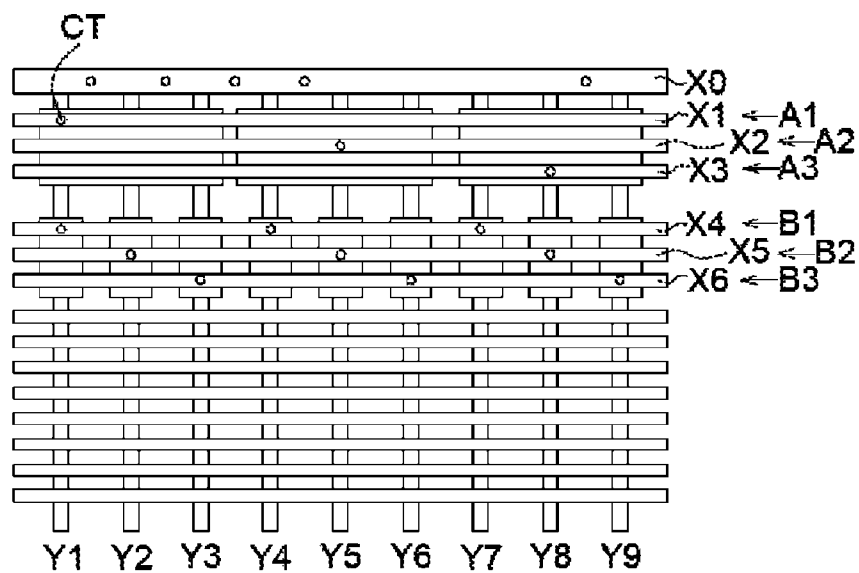 CT
X0
X1 ← A1
X2 ← A2
X3 ← A3
X4 ← B1
X5 ← B2
X6 ← B3
Y1 Y2 Y3 Y4 Y5 Y6 Y7 Y8 Y9